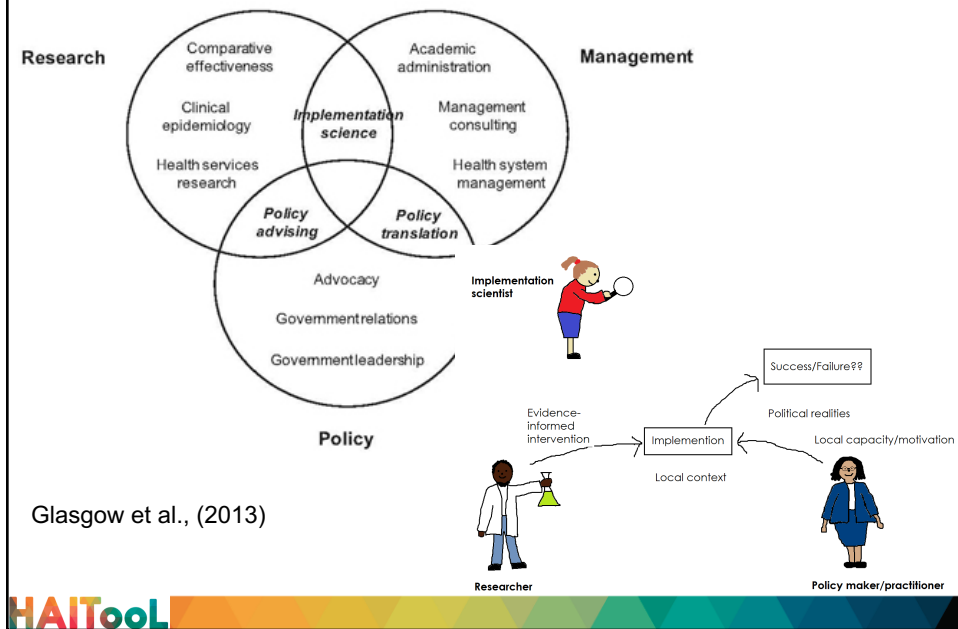 Research
Comparative
effectiveness
Clinical
epidemiology
Health services
research
Implementation
science
Academic
administration
Management
consulting
Health system
management
Management
Policy
advising
Policy
translation
Advocacy
Government relations
Government leadership
Policy
Implementation
scientist
Success/Failure??
Evidence-
informed
intervention
Implemention
Political realities
Local capacity/motivation
Local context
Researcher
Policy maker/practitioner
Glasgow et al., (2013)
HAITooL